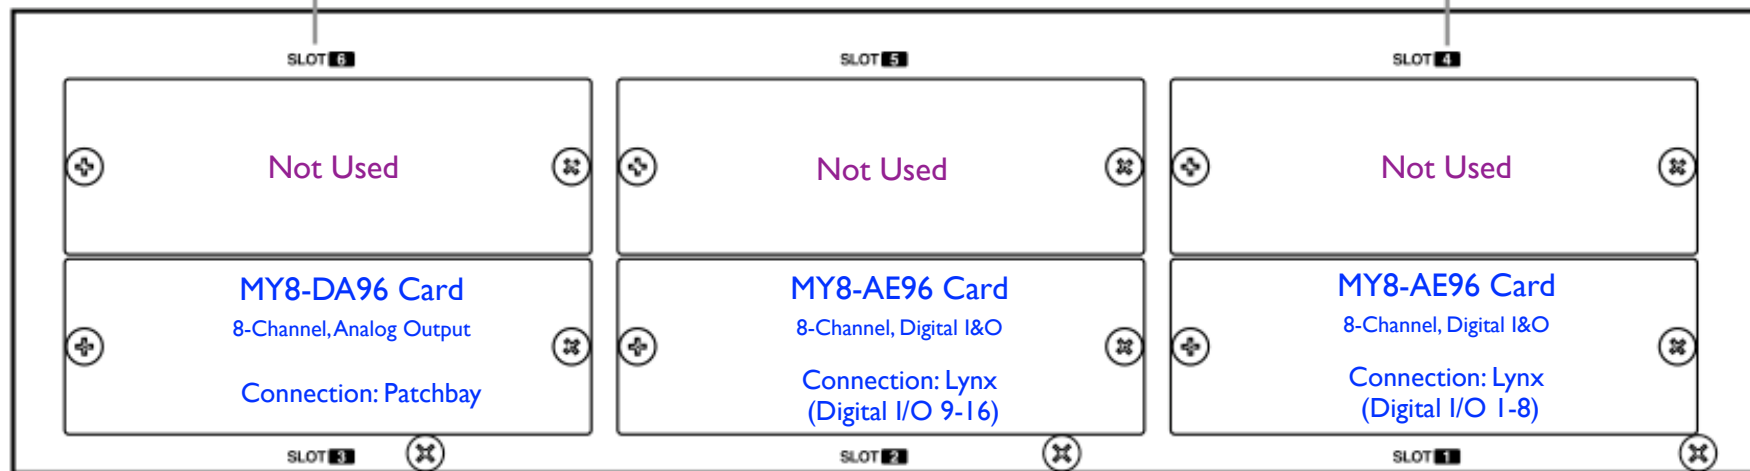 SLOT 6
SLOT 5
SLOT 4
Not Used
Not Used
Not Used
MY8-DA96 Card
8-Channel, Analog Output
Connection: Patchbay
MY8-AE96 Card
8-Channel, Digital I&O
Connection: Lynx
(Digital I/O 9-16)
MY8-AE96 Card
8-Channel, Digital I&O
Connection: Lynx
(Digital I/O 1-8)
SLOT 3
SLOT 2
SLOT 1